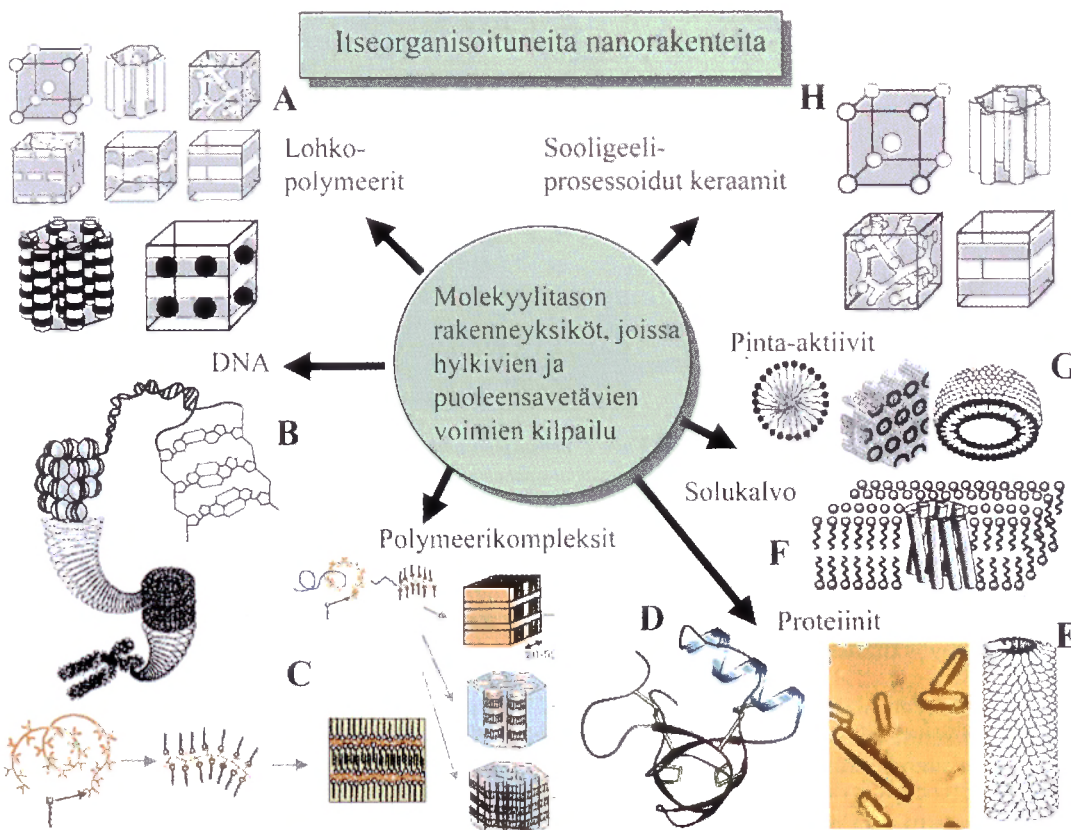 Itseorganisoituneita nanorakenteita
A
H
Lohko-
polymeerit
Sooligeeli-
prosessoidut keraamit
Molekyylitason
rakenneyksiköt, joissa
hylkivien ja
puoleensavetävien
voimien kilpailu
DNA
B
Pinta-aktiivit
G
Solukalvo
F
Polymeerikompleksit
C
D
Proteiinit
E